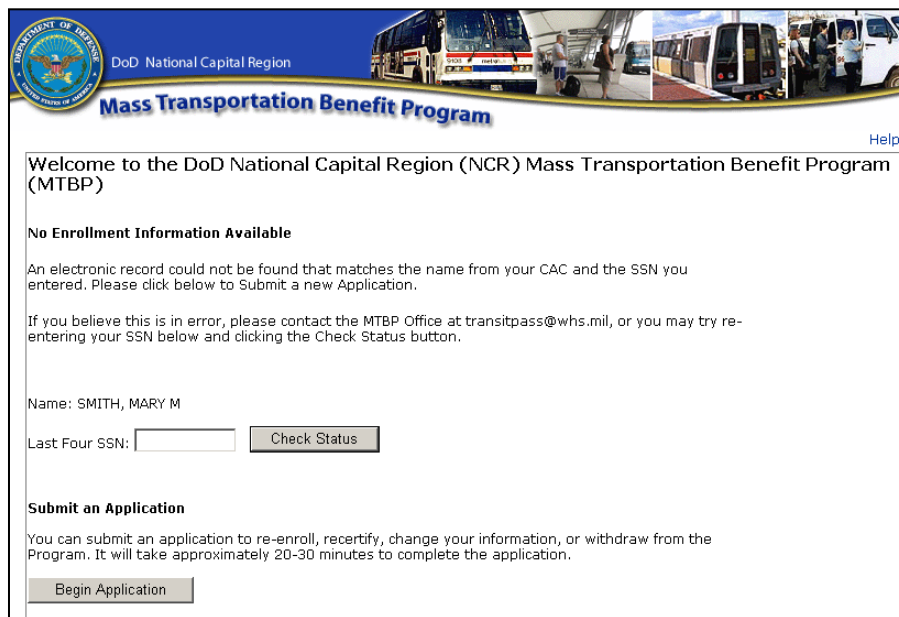 DEPARTMENT OF DEFENSE
UNITED STATES OF AMERICA
DoD National Capital Region
9108 metrobus
Mass Transportation Benefit Program
Help
Welcome to the DoD National Capital Region (NCR) Mass Transportation Benefit Program
(MTBP)
No Enrollment Information Available
An electronic record could not be found that matches the name from your CAC and the SSN you
entered. Please click below to Submit a new Application.
If you believe this is in error, please contact the MTBP Office at transitpass@whs.mil, or you may try re-
entering your SSN below and clicking the Check Status button.
Name: SMITH, MARY M
Last Four SSN:
Check Status
Submit an Application
You can submit an application to re-enroll, recertify, change your information, or withdraw from the
Program. It will take approximately 20-30 minutes to complete the application.
Begin Application